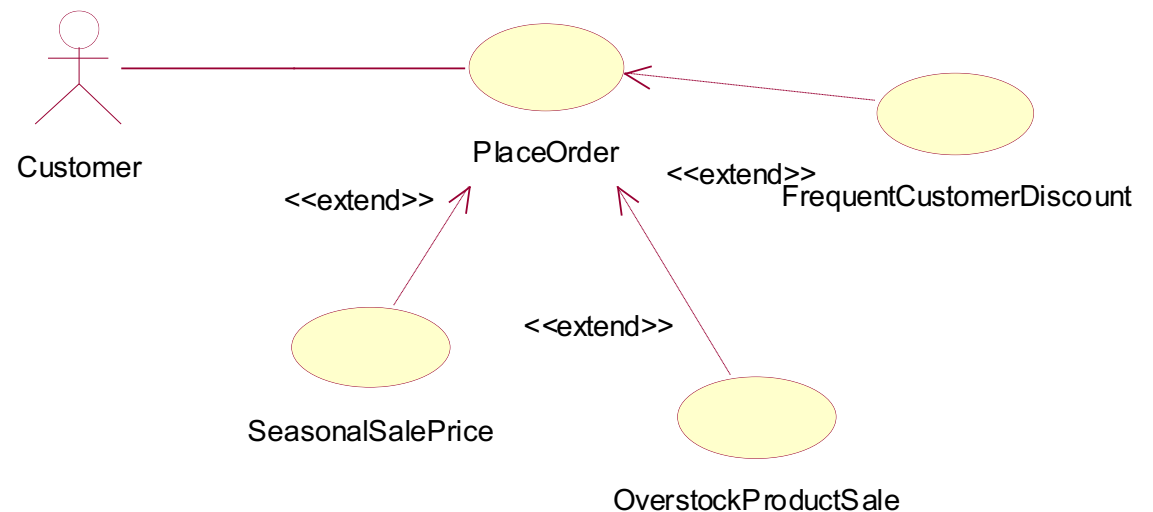 PlaceOrder
Customer
<<extend>>
<<extend>>
FrequentCustomerDiscount
<<extend>>
SeasonalSalePrice
OverstockProductSale